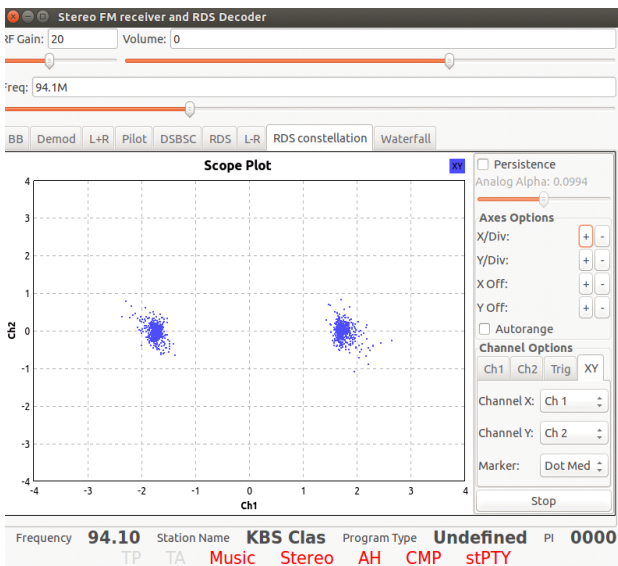 Stereo FM receiver and RDS Decoder
RF Gain: 20 Volume: 0
Freq: 94.1M
BB Demod L+R Pilot DSBSC RDS L-R RDS constellation Waterfall
Scope Plot
XY
4
3
2
1
0
-1
-2
-3
-4
Ch2
-4 -3 -2 -1 0 1 2 3 4
Ch1
Persistence
Analog Alpha: 0.0994
Axes Options
X/Div: + -
Y/Div: + -
X Off: + -
Y Off: + -
Autorange
Channel Options
Ch1 Ch2 Trig XY
Channel X: Ch 1
Channel Y: Ch 2
Marker: Dot Med
Stop
Frequency 94.10 Station Name KBS Clas Program Type Undefined PI 0000
TP TA Music Stereo AH CMP stPTY